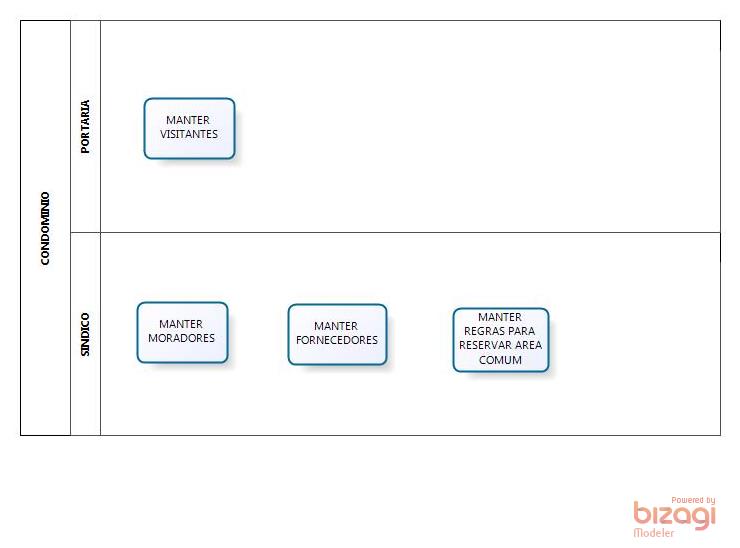 CONDOMINIO
PORTARIA
MANTER
VISITANTES
SINDICO
MANTER
MORADORES
MANTER
FORNECEDORES
MANTER
REGRAS PARA
RESERVAR AREA
COMUM
Powered by
bizagi
Modeler